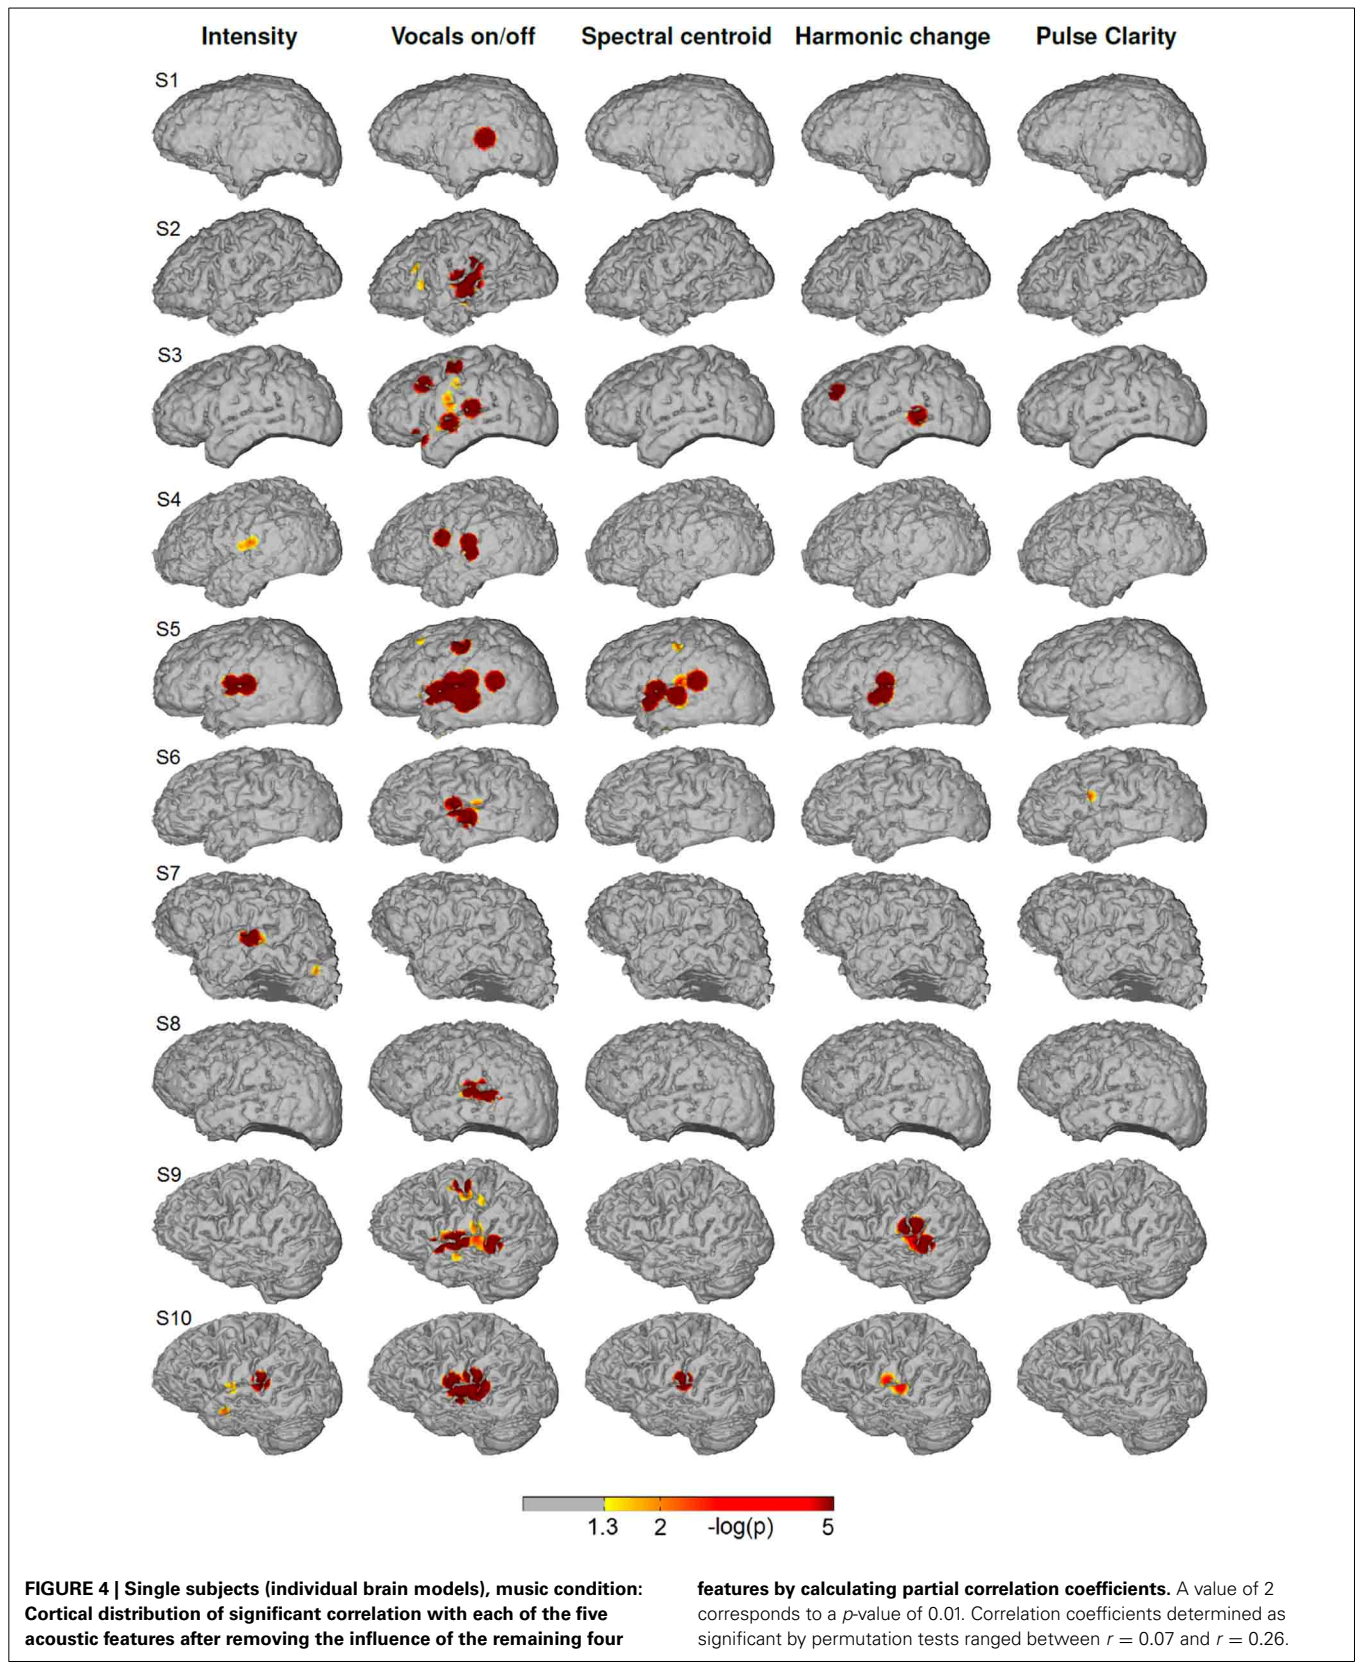 Intensity Vocals on/off Spectral centroid Harmonic change Pulse Clarity
S1
S2
S3
S4
S5
S6
S7
S8
S9
S10
1.3 2 -log(p) 5
FIGURE 4 | Single subjects (individual brain models), music condition:
Cortical distribution of significant correlation with each of the five
acoustic features after removing the influence of the remaining four
features by calculating partial correlation coefficients. A value of 2
corresponds to a p-value of 0.01. Correlation coefficients determined as
significant by permutation tests ranged between r = 0.07 and r = 0.26.